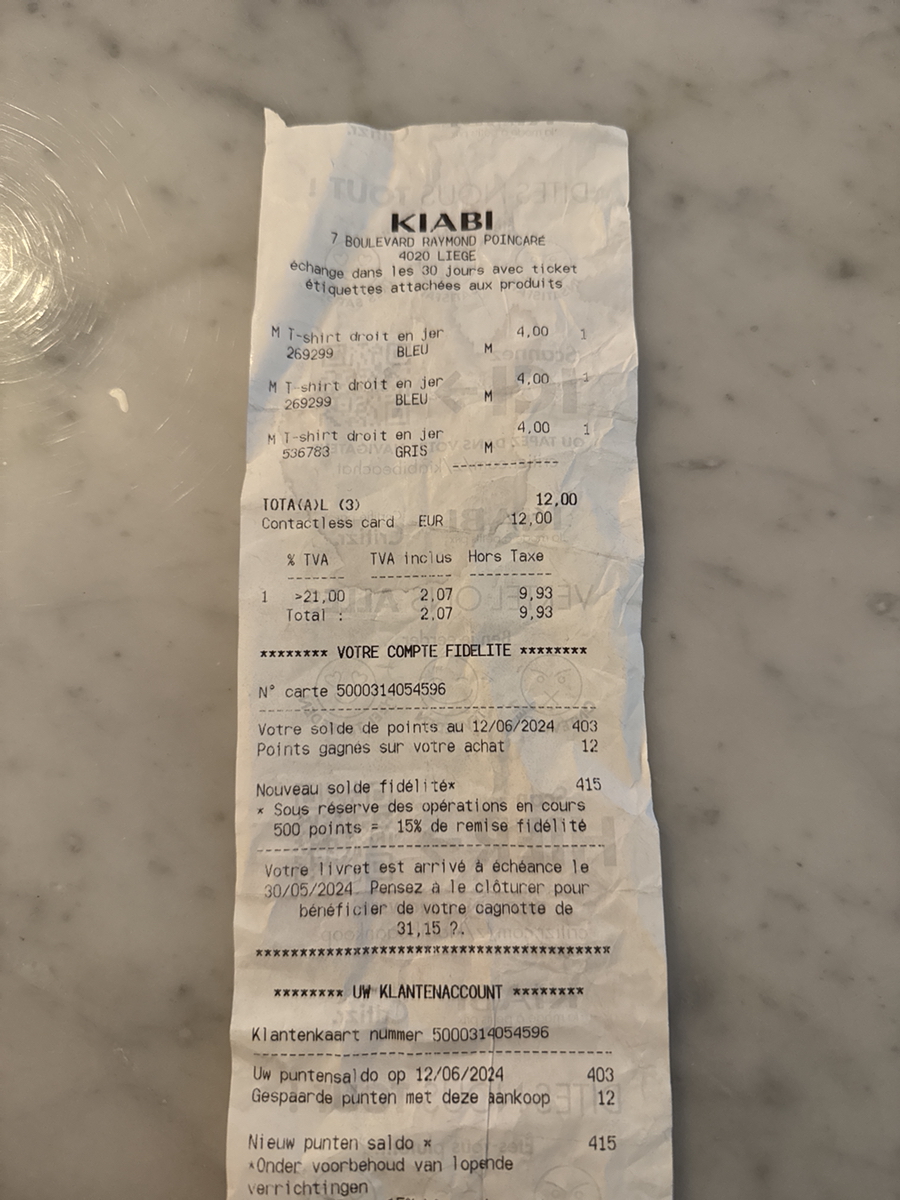 KIABI
7 BOULEVARD RAYMOND POINCARÉ
4020 LIEGE
échange dans les 30 jours avec ticket
étiquettes attachées aux produits
M T-shirt droit en jer 4,00 1
269299 BLEU M
M T-shirt droit en jer 4,00 1
269299 BLEU M
M T-shirt droit en jer 4,00 1
536783 GRIS M
------------
TOTA(A)L (3) 12,00
Contactless card EUR 12,00
% TVA TVA inclus Hors Taxe
------- ---------- ----------
1 >21,00 2,07 9,93
Total : 2,07 9,93
******** VOTRE COMPTE FIDELITE ********
N° carte 5000314054596
Votre solde de points au 12/06/2024 403
Points gagnés sur votre achat 12
Nouveau solde fidélité* 415
* Sous réserve des opérations en cours
500 points = 15% de remise fidélité
Votre livret est arrivé à échéance le
30/05/2024. Pensez à le clôturer pour
bénéficier de votre cagnotte de
31,15 ?.
*****************************************
******** UW KLANTENACCOUNT ********
Klantenkaart nummer 5000314054596
Uw puntensaldo op 12/06/2024 403
Gespaarde punten met deze aankoop 12
Nieuw punten saldo * 415
*Onder voorbehoud van lopende
verrichtingen